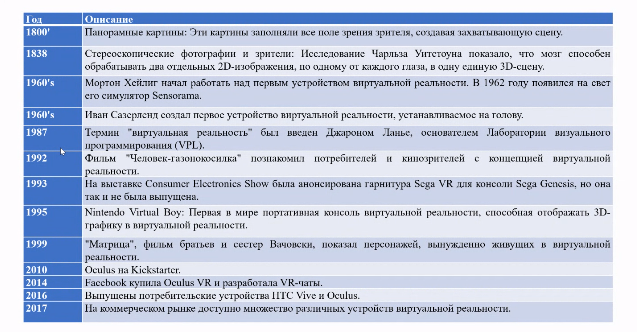 Год Описание
1800' Панорамные картины: Эти картины заполняли все поле зрения зрителя, создавая захватывающую сцену.
1838 Стереоскопические фотографии и зрители: Исследование Чарльза Уитстоуна показало, что мозг способен
обрабатывать два отдельных 2D-изображения, по одному от каждого глаза, в одну единую 3D-сцену.
1960's Мортон Хейлиг начал работать над первым устройством виртуальной реальности. В 1962 году появился на свет
его симулятор Sensorama.
1960's Иван Сазерленд создал первое устройство виртуальной реальности, устанавливаемое на голову.
1987 Термин "виртуальная реальность" был введен Джароном Ланье, основателем Лаборатории визуального
программирования (VPL).
1992 Фильм "Человек-газонокосилка" познакомил потребителей и кинозрителей с концепцией виртуальной
реальности.
1993 На выставке Consumer Electronics Show была анонсирована гарнитура Sega VR для консоли Sega Genesis, но она
так и не была выпущена.
1995 Nintendo Virtual Boy: Первая в мире портативная консоль виртуальной реальности, способная отображать 3D-
графику в виртуальной реальности.
1999 "Матрица", фильм братьев и сестер Вачовски, показал персонажей, вынужденно живущих в виртуальной
реальности.
2010 Oculus на Kickstarter.
2014 Facebook купила Oculus VR и разработала VR-чаты.
2016 Выпущены потребительские устройства HTC Vive и Oculus.
2017 На коммерческом рынке доступно множество различных устройств виртуальной реальности.